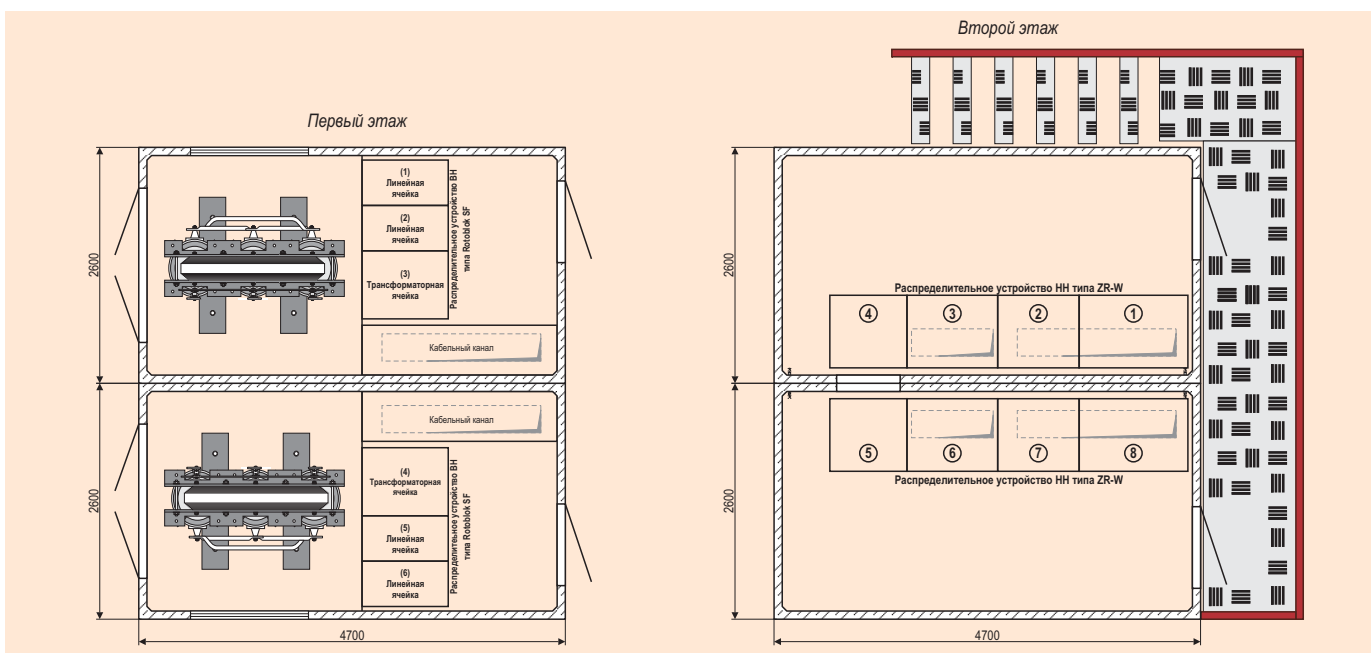 Второй этаж
Первый этаж
(1)
Линейная
ячейка
(2)
Линейная
ячейка
(3)
Трансформаторная
ячейка
Распределительное устройство ВН
типа Rotoblok SF
Кабельный канал
2600
Кабельный канал
(4)
Трансформаторная
ячейка
(5)
Линейная
ячейка
(6)
Линейная
ячейка
Распределительное устройство ВН
типа Rotoblok SF
2600
4700
2600
Распределительное устройство НН типа ZR-W
4 3 2 1
5 6 7 8
Распределительное устройство НН типа ZR-W
2600
4700